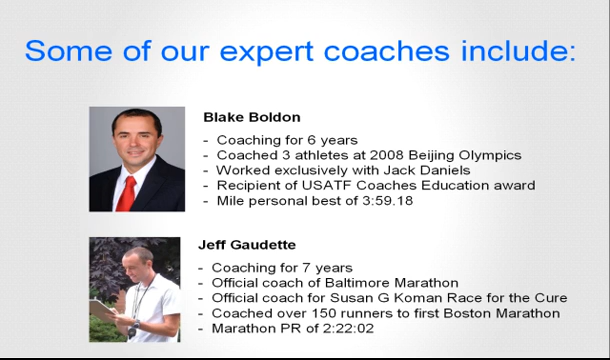 Some of our expert coaches include:
Blake Boldon
- Coaching for 6 years
- Coached 3 athletes at 2008 Beijing Olympics
- Worked exclusively with Jack Daniels
- Recipient of USATF Coaches Education award
- Mile personal best of 3:59.18
Jeff Gaudette
- Coaching for 7 years
- Official coach of Baltimore Marathon
- Official coach for Susan G Koman Race for the Cure
- Coached over 150 runners to first Boston Marathon
- Marathon PR of 2:22:02